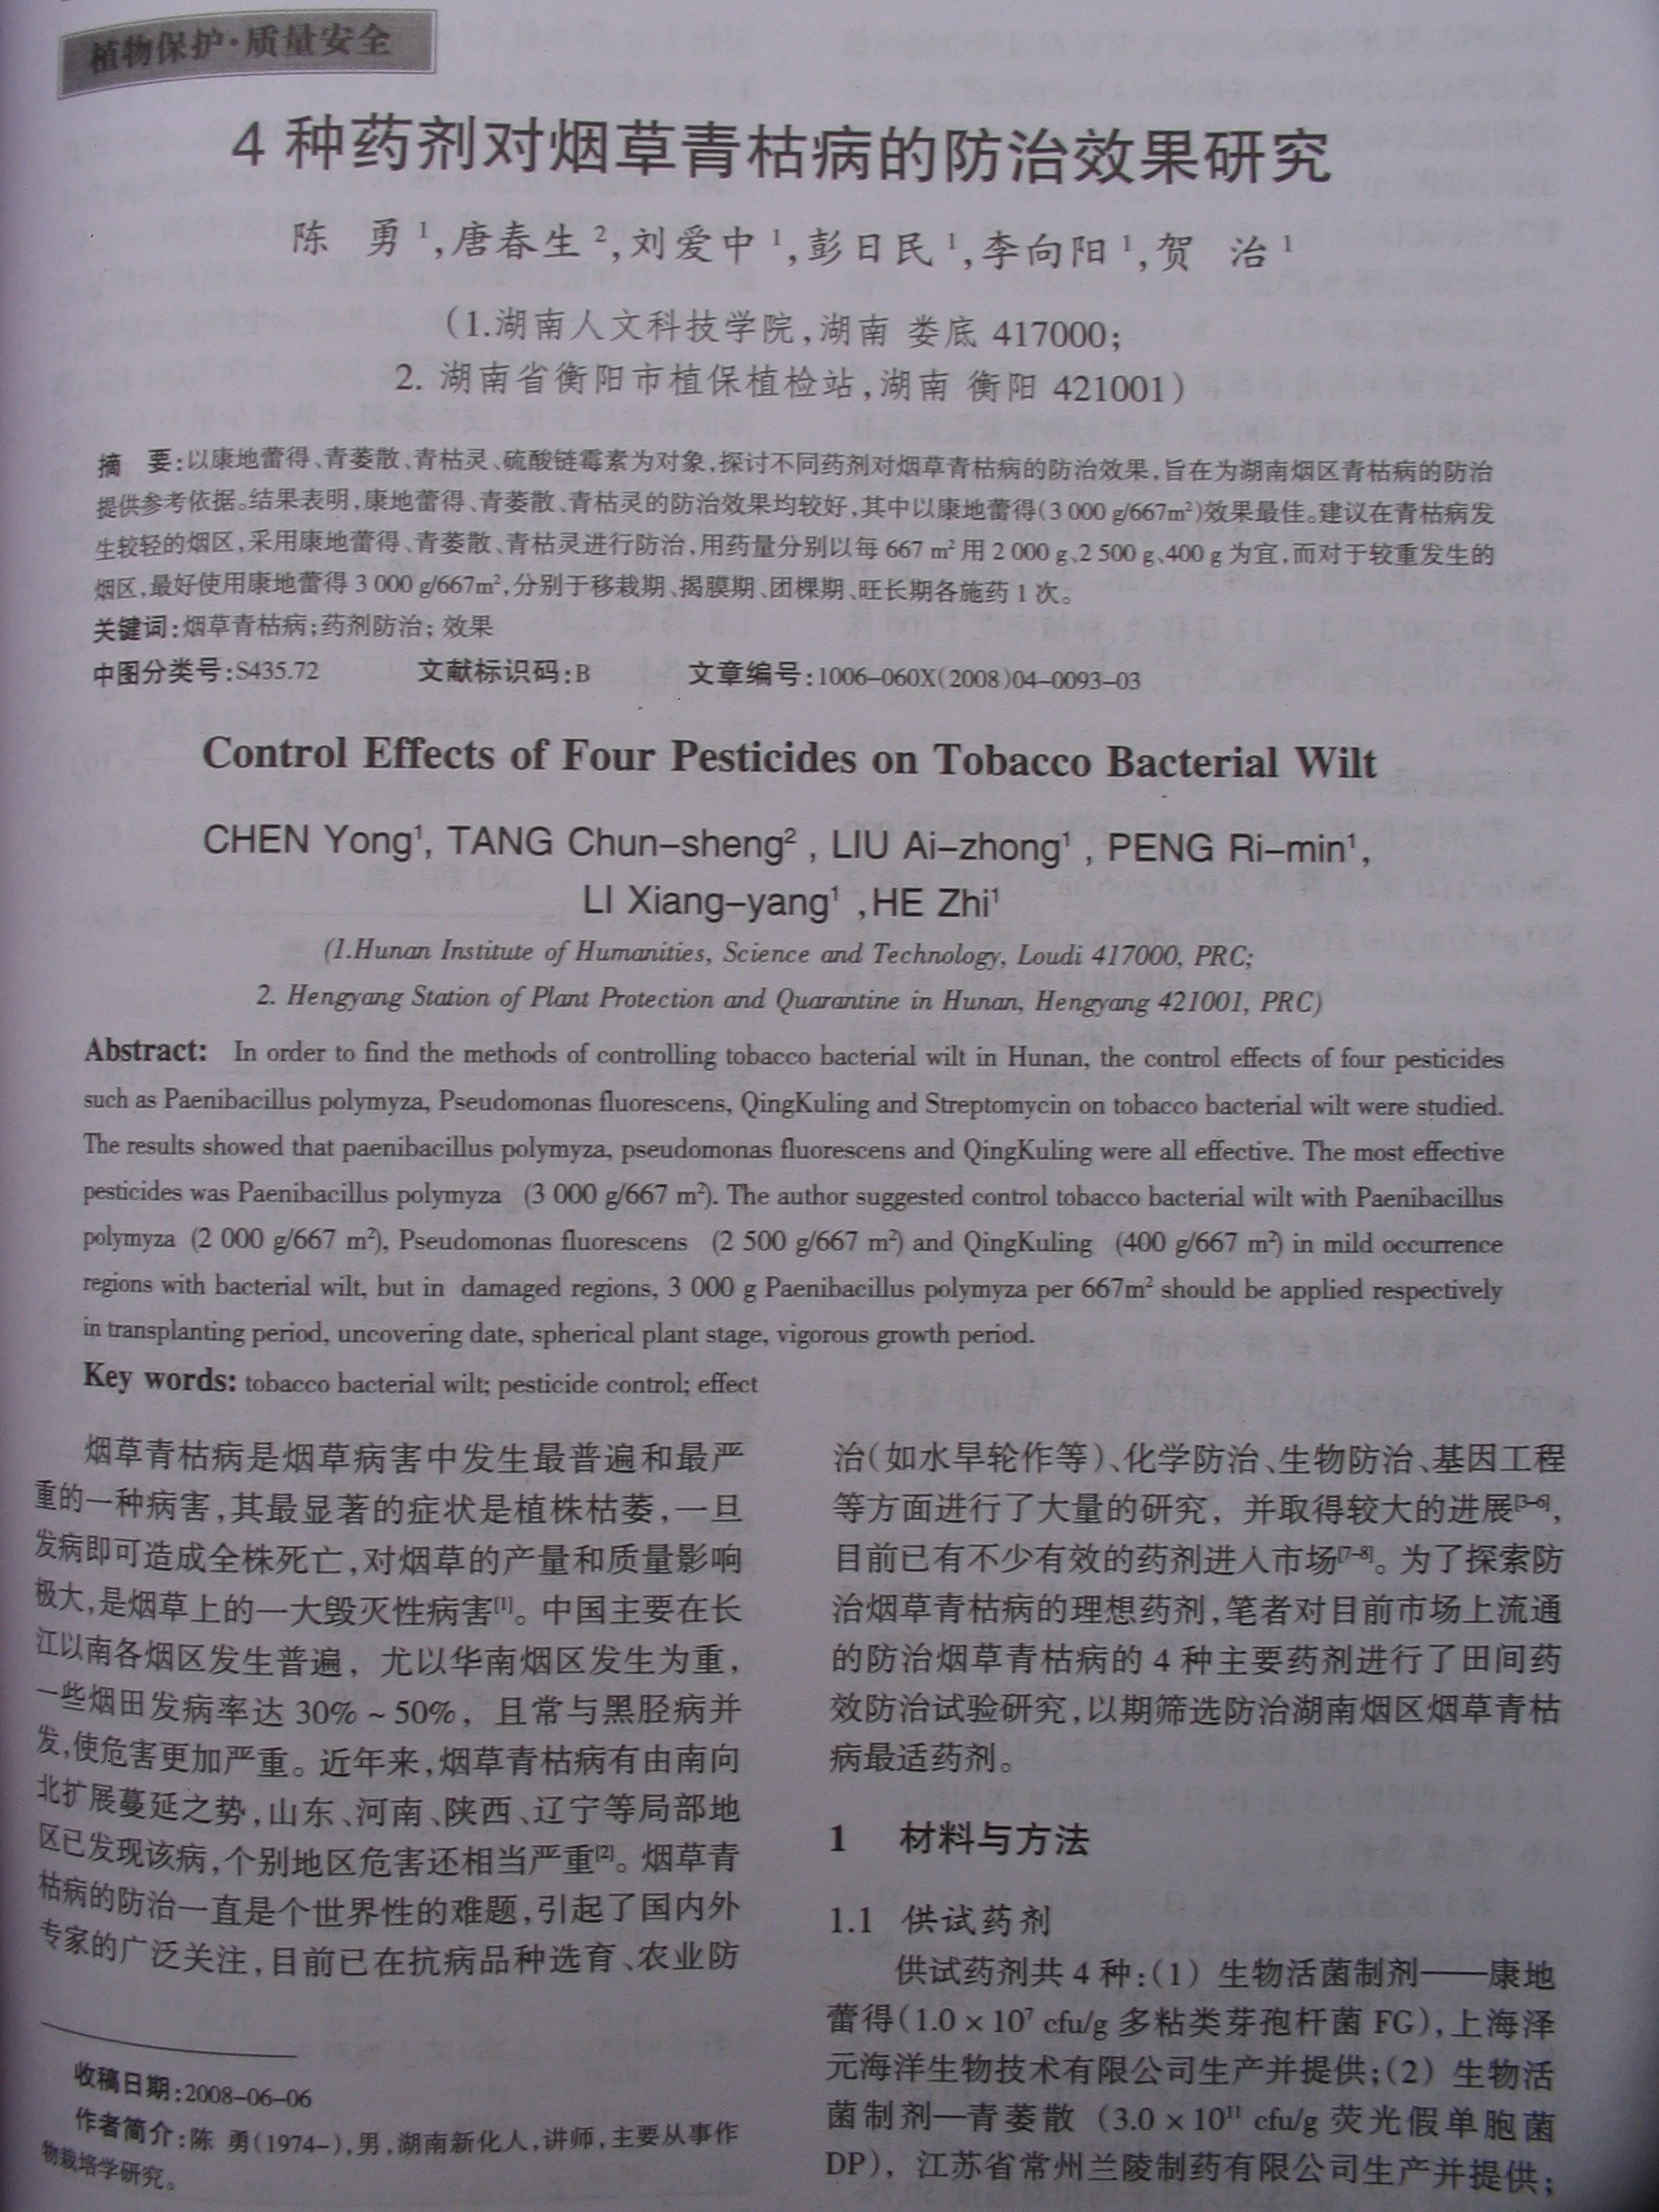 植物保护·质量安全
4 种药剂对烟草青枯病的防治效果研究
陈 勇¹,唐春生²,刘爱中¹,彭日民¹,李向阳¹,贺 治¹
(1.湖南人文科技学院,湖南 娄底 417000;
2. 湖南省衡阳市植保植检站,湖南 衡阳 421001)
摘 要:以康地蕾得、青萎散、青枯灵、硫酸链霉素为对象,探讨不同药剂对烟草青枯病的防治效果,旨在为湖南烟区青枯病的防治
提供参考依据。结果表明,康地蕾得、青萎散、青枯灵的防治效果均较好,其中以康地蕾得(3 000 g/667m²)效果最佳。建议在青枯病发
生较轻的烟区,采用康地蕾得、青萎散、青枯灵进行防治,用药量分别以每 667 m² 用 2 000 g、2 500 g、400 g 为宜,而对于较重发生的
烟区,最好使用康地蕾得 3 000 g/667m²,分别于移栽期、揭膜期、团棵期、旺长期各施药 1 次。
关键词:烟草青枯病;药剂防治; 效果
中图分类号:S435.72 文献标识码:B 文章编号:1006-060X(2008)04-0093-03
Control Effects of Four Pesticides on Tobacco Bacterial Wilt
CHEN Yong¹, TANG Chun-sheng² , LIU Ai-zhong¹ , PENG Ri-min¹,
LI Xiang-yang¹ ,HE Zhi¹
(1.Hunan Institute of Humanities, Science and Technology, Loudi 417000, PRC;
2. Hengyang Station of Plant Protection and Quarantine in Hunan, Hengyang 421001, PRC)
Abstract: In order to find the methods of controlling tobacco bacterial wilt in Hunan, the control effects of four pesticides
such as Paenibacillus polymyza, Pseudomonas fluorescens, QingKuling and Streptomycin on tobacco bacterial wilt were studied.
The results showed that paenibacillus polymyza, pseudomonas fluorescens and QingKuling were all effective. The most effective
pesticides was Paenibacillus polymyza (3 000 g/667 m²). The author suggested control tobacco bacterial wilt with Paenibacillus
polymyza (2 000 g/667 m²), Pseudomonas fluorescens (2 500 g/667 m²) and QingKuling (400 g/667 m²) in mild occurrence
regions with bacterial wilt, but in damaged regions, 3 000 g Paenibacillus polymyza per 667m² should be applied respectively
in transplanting period, uncovering date, spherical plant stage, vigorous growth period.
Key words: tobacco bacterial wilt; pesticide control; effect
烟草青枯病是烟草病害中发生最普遍和最严
重的一种病害,其最显著的症状是植株枯萎,一旦
发病即可造成全株死亡,对烟草的产量和质量影响
极大,是烟草上的一大毁灭性病害[1]。中国主要在长
江以南各烟区发生普遍, 尤以华南烟区发生为重,
一些烟田发病率达 30% ~ 50%, 且常与黑胫病并
发,使危害更加严重。近年来,烟草青枯病有由南向
北扩展蔓延之势,山东、河南、陕西、辽宁等局部地
区已发现该病,个别地区危害还相当严重[2]。烟草青
枯病的防治一直是个世界性的难题,引起了国内外
专家的广泛关注,目前已在抗病品种选育、农业防
收稿日期:2008-06-06
作者简介:陈 勇(1974-),男,湖南新化人,讲师,主要从事作
物栽培学研究。
治(如水旱轮作等)、化学防治、生物防治、基因工程
等方面进行了大量的研究, 并取得较大的进展[3-6],
目前已有不少有效的药剂进入市场[7-8]。为了探索防
治烟草青枯病的理想药剂,笔者对目前市场上流通
的防治烟草青枯病的 4 种主要药剂进行了田间药
效防治试验研究,以期筛选防治湖南烟区烟草青枯
病最适药剂。
1 材料与方法
1.1 供试药剂
供试药剂共 4 种:(1) 生物活菌制剂——康地
蕾得(1.0 × 10⁷ cfu/g 多粘类芽孢杆菌 FG),上海泽
元海洋生物技术有限公司生产并提供;(2) 生物活
菌制剂—青萎散 (3.0 × 10¹¹ cfu/g 荧光假单胞菌
DP), 江苏省常州兰陵制药有限公司生产并提供;